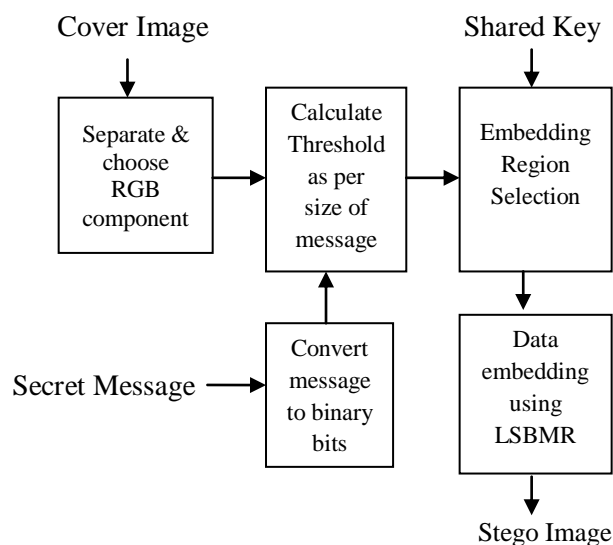 Cover Image
Shared Key
Separate &
choose
RGB
component
Calculate
Threshold
as per
size of
message
Embedding
Region
Selection
Secret Message
Convert
message
to binary
bits
Data
embedding
using
LSBMR
Stego Image